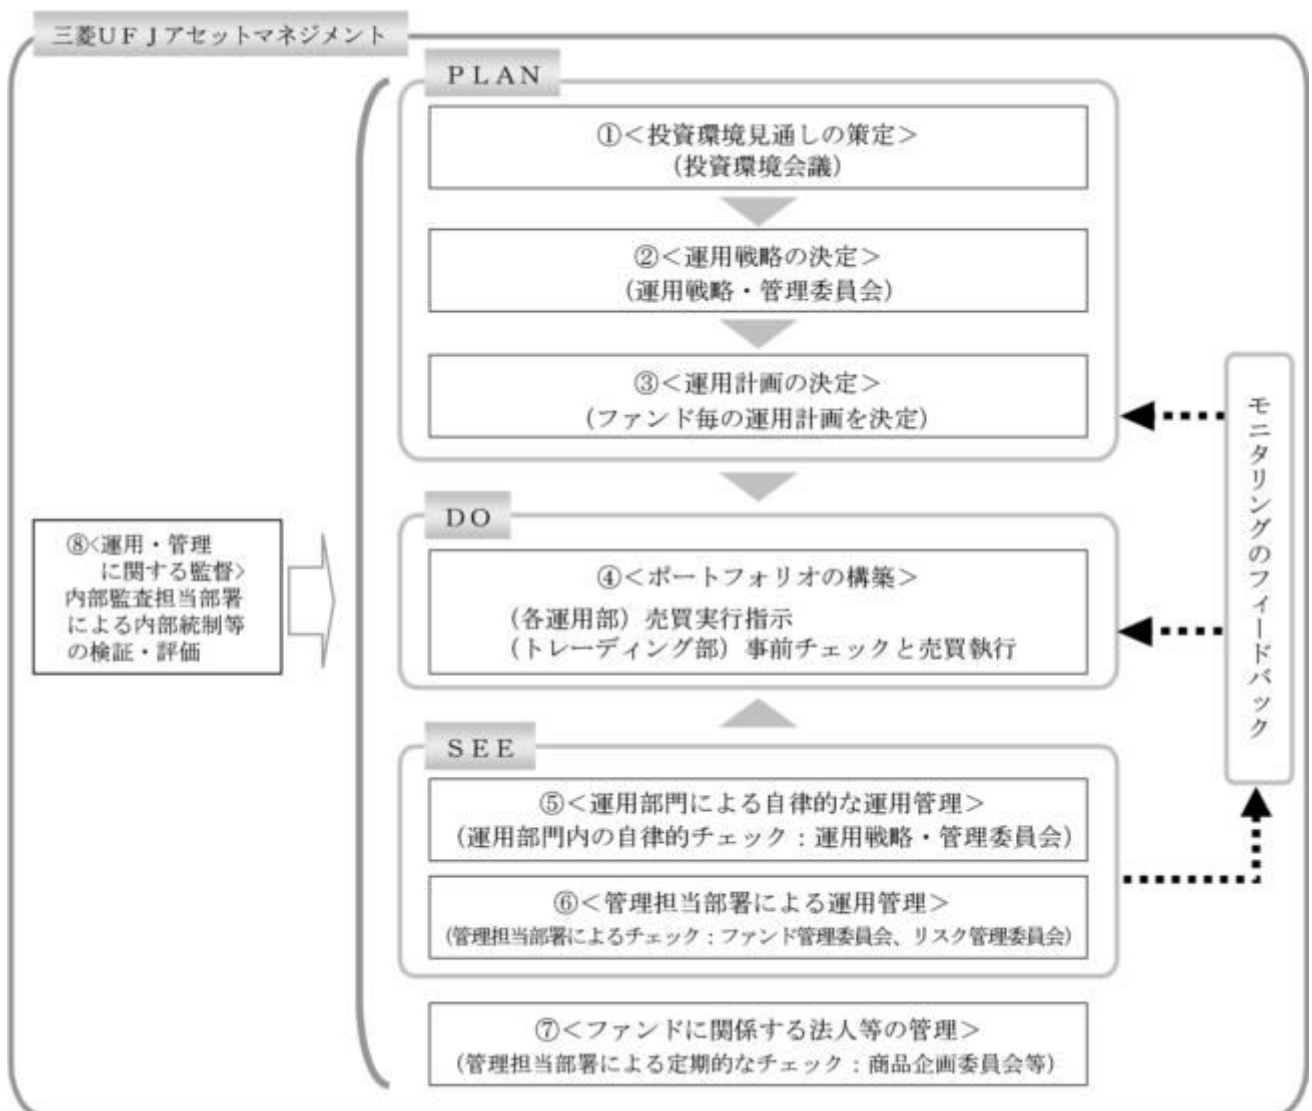 三菱ＵＦＪアセットマネジメント
ＰＬＡＮ
①＜投資環境見通しの策定＞
（投資環境会議）
②＜運用戦略の決定＞
（運用戦略・管理委員会）
③＜運用計画の決定＞
（ファンド毎の運用計画を決定）
ＤＯ
④＜ポートフォリオの構築＞
（各運用部）売買実行指示
（トレーディング部）事前チェックと売買執行
ＳＥＥ
⑤＜運用部門による自律的な運用管理＞
（運用部門内の自律的チェック：運用戦略・管理委員会）
⑥＜管理担当部署による運用管理＞
（管理担当部署によるチェック：ファンド管理委員会、リスク管理委員会）
⑦＜ファンドに関係する法人等の管理＞
（管理担当部署による定期的なチェック：商品企画委員会等）
⑧<運用・管理
に関する監督>
内部監査担当部署
による内部統制等
の検証・評価
モニタリングのフィードバック